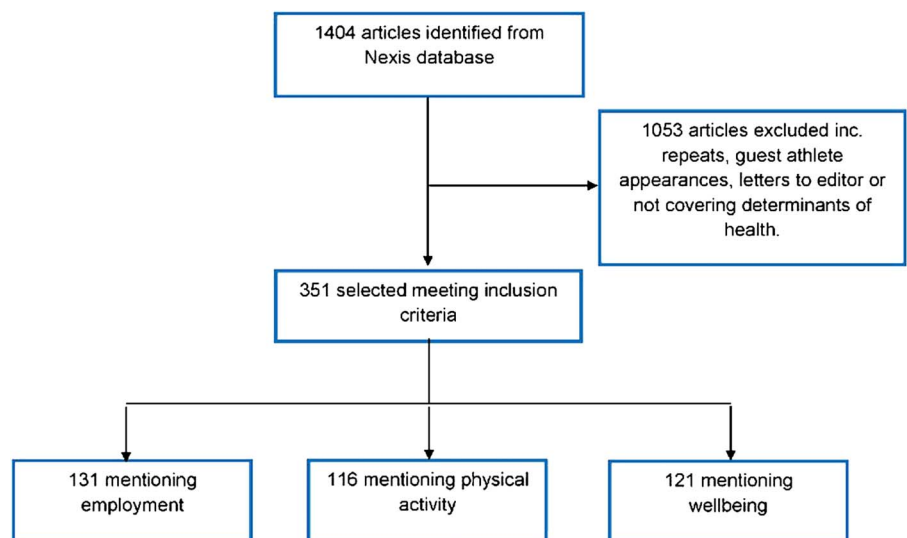 1404 articles identified from
Nexis database
1053 articles excluded inc.
repeats, guest athlete
appearances, letters to editor or
not covering determinants of
health.
351 selected meeting inclusion
criteria
131 mentioning
employment
116 mentioning physical
activity
121 mentioning
wellbeing